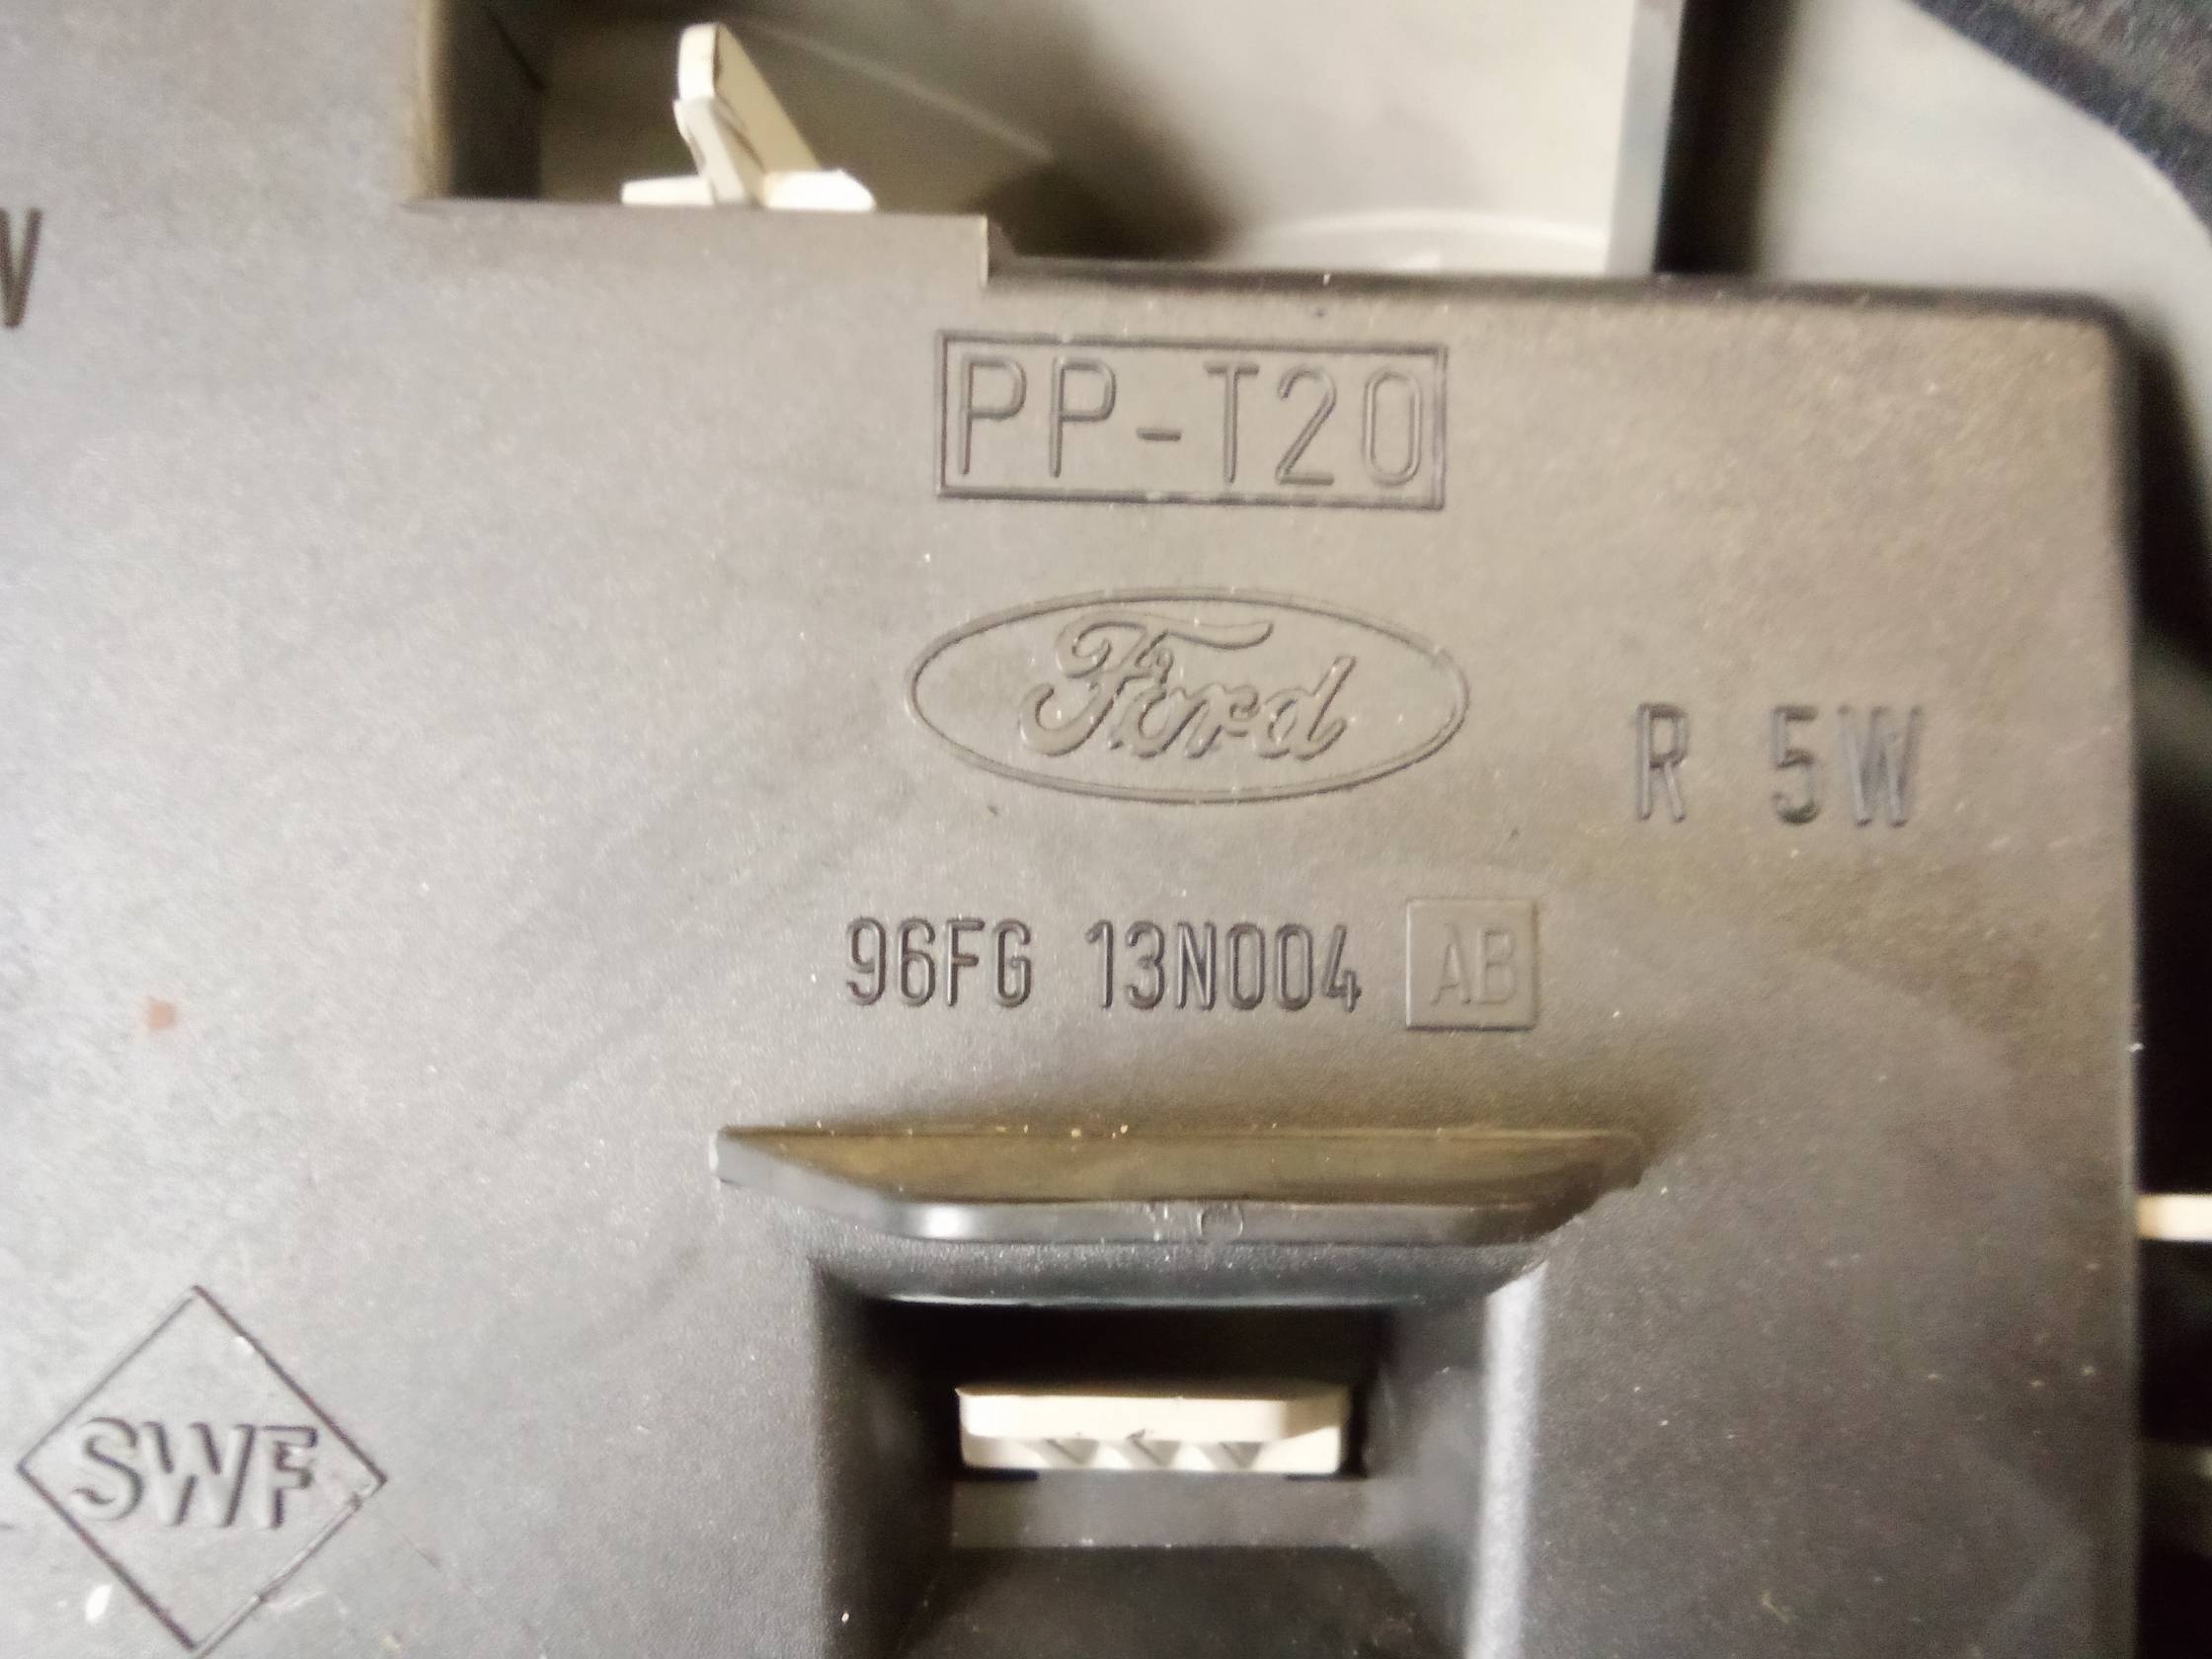 PP-T20
Ford
R 5W
96FG 13N004 AB
SWF